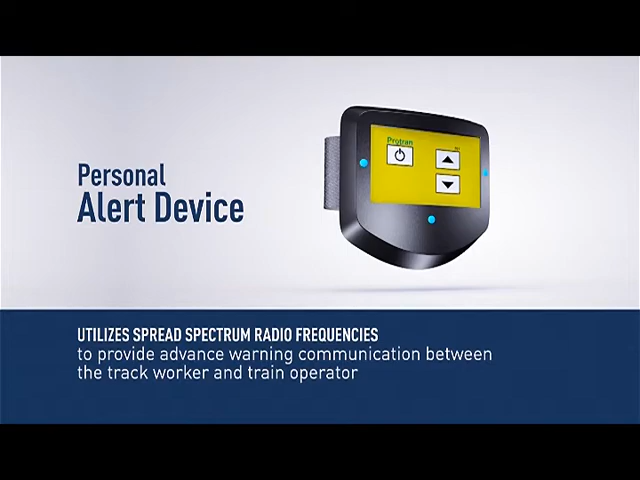 Personal
Alert Device
Protran
UTILIZES SPREAD SPECTRUM RADIO FREQUENCIES
to provide advance warning communication between
the track worker and train operator